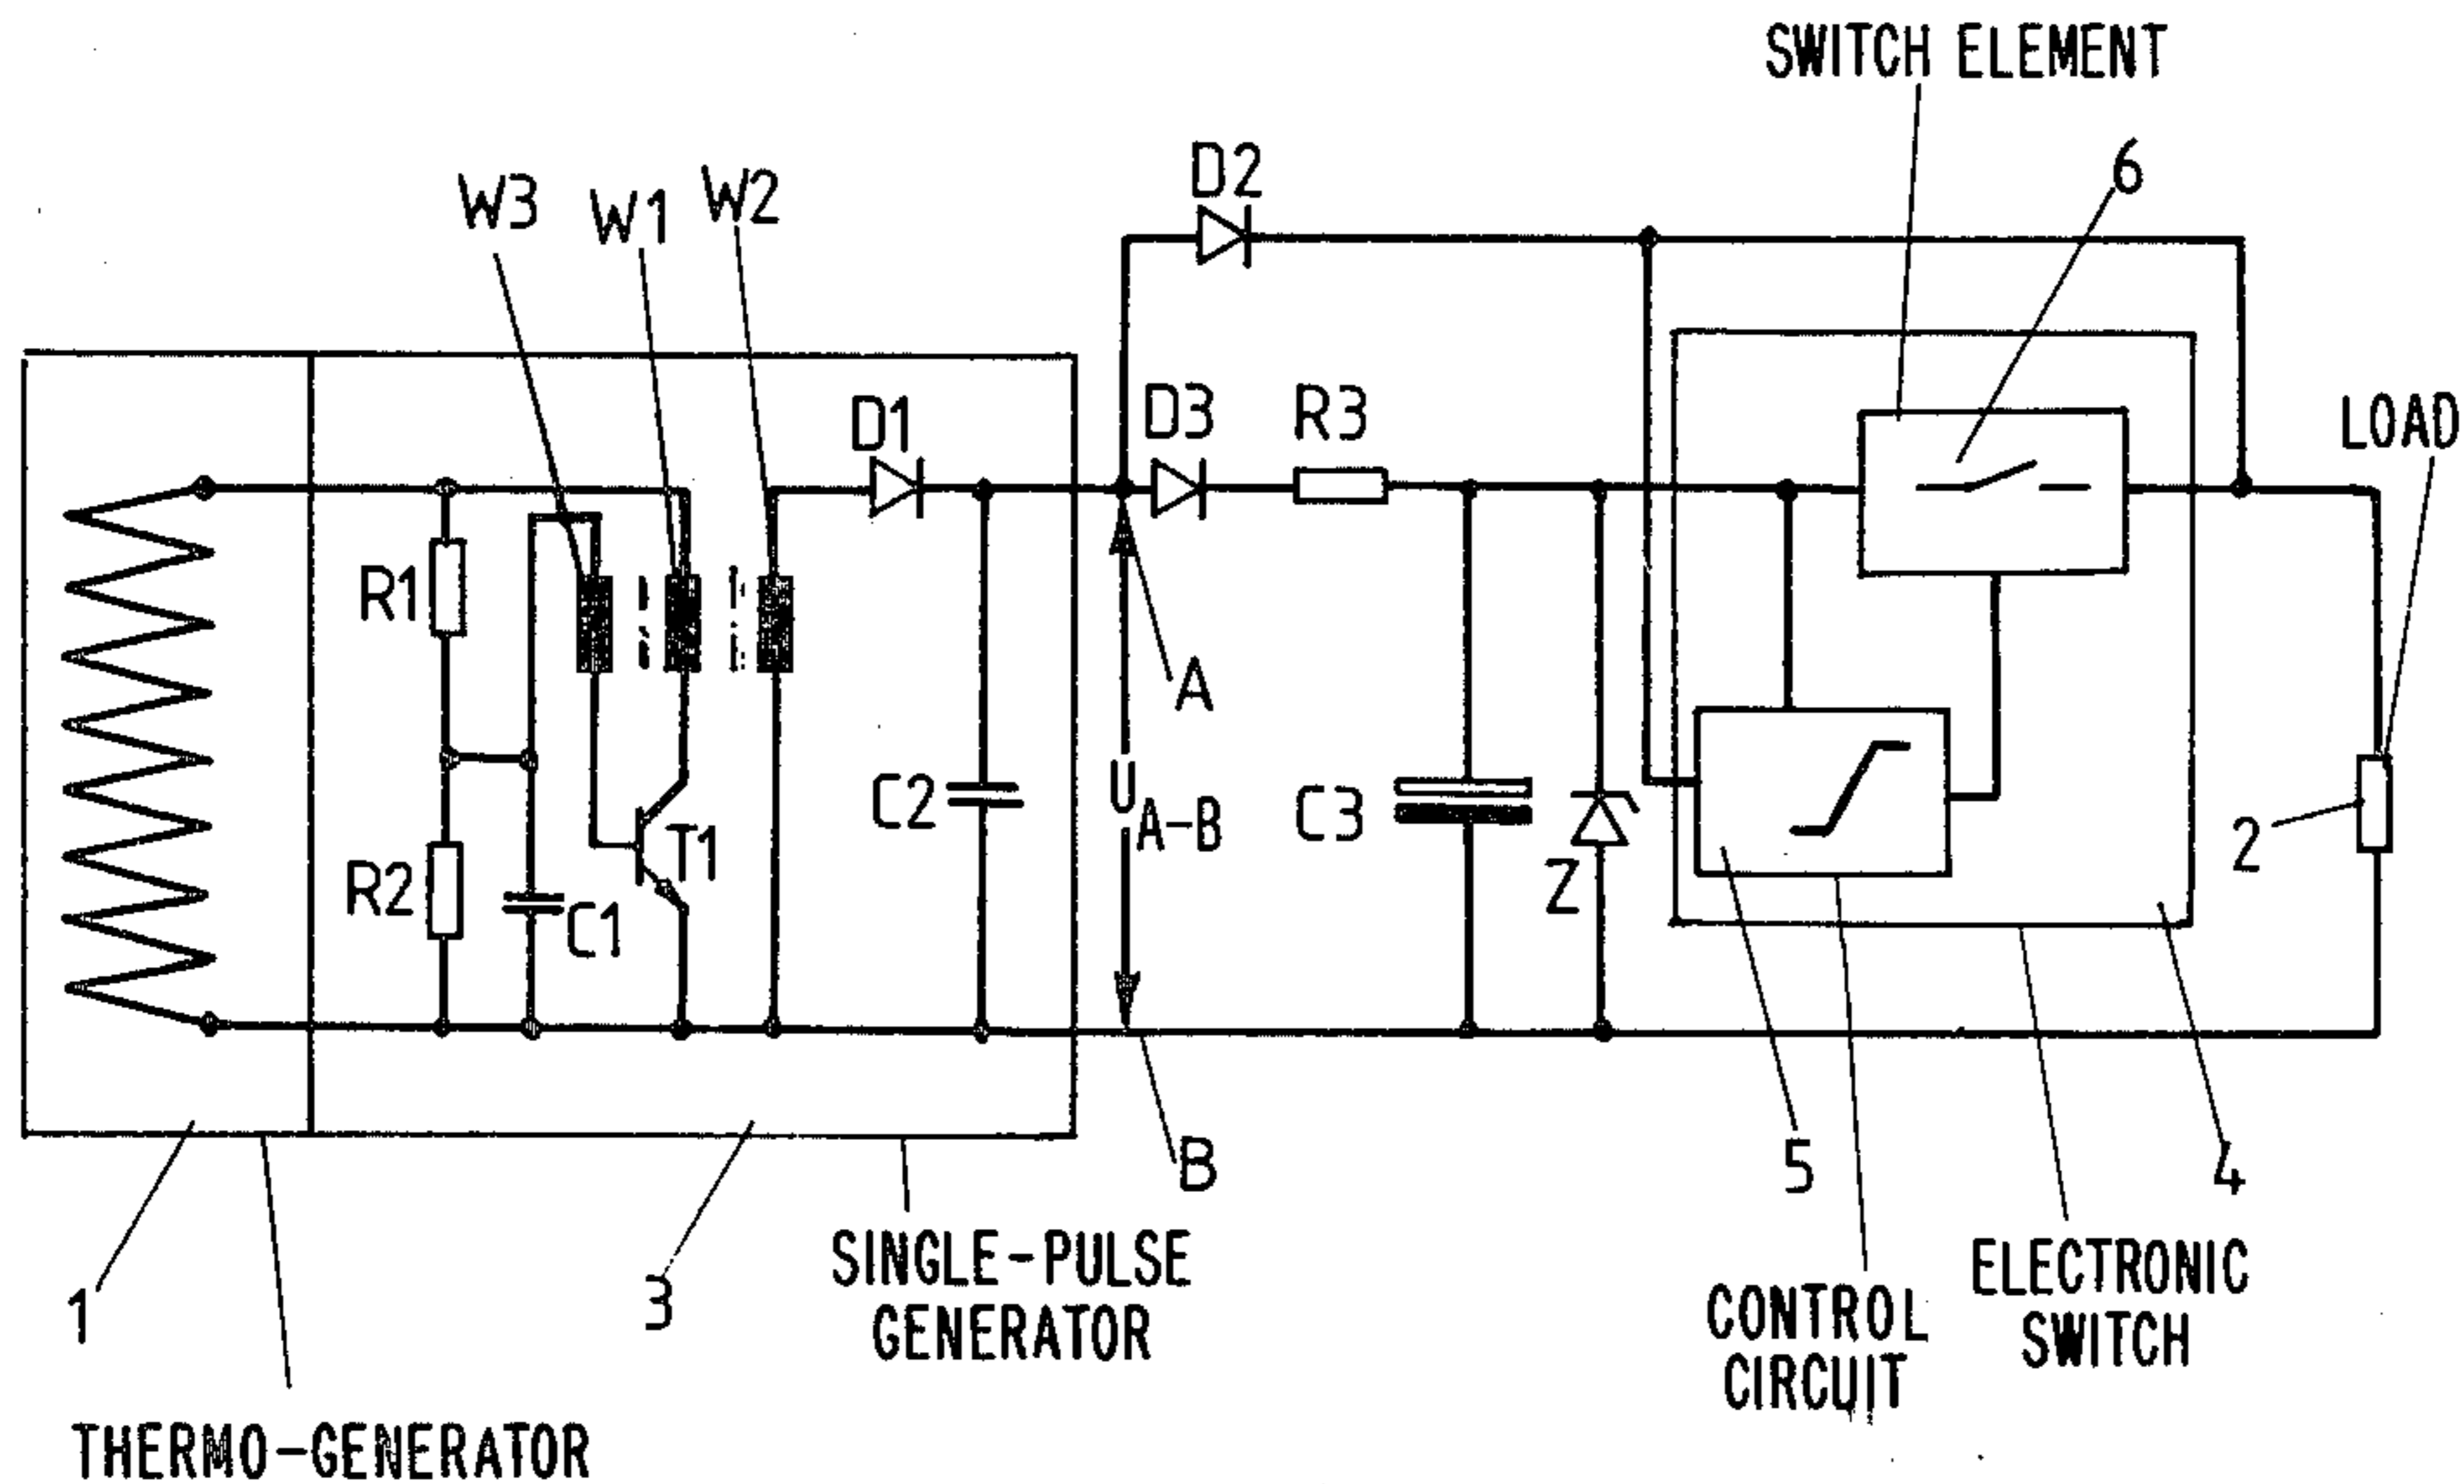 SWITCH ELEMENT
D2
6
W3
W1
W2
D1
D3
R3
LOAD
R1
A
U A-B
C2
C3
Z
T1
R2
C1
2
1
3
B
5
4
SINGLE-PULSE
GENERATOR
CONTROL
CIRCUIT
ELECTRONIC
SWITCH
THERMO-GENERATOR